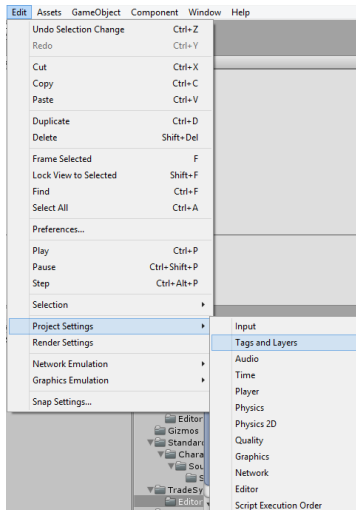 Edit Assets GameObject Component Window Help
Undo Selection Change Ctrl+Z
Redo Ctrl+Y
Cut Ctrl+X
Copy Ctrl+C
Paste Ctrl+V
Duplicate Ctrl+D
Delete Shift+Del
Frame Selected F
Lock View to Selected Shift+F
Find Ctrl+F
Select All Ctrl+A
Preferences...
Play Ctrl+P
Pause Ctrl+Shift+P
Step Ctrl+Alt+P
Selection
Project Settings
Render Settings
Network Emulation
Graphics Emulation
Snap Settings...
Input
Tags and Layers
Audio
Time
Player
Physics
Physics 2D
Quality
Graphics
Network
Editor
Script Execution Order
Editor
Gizmos
Standard
Chara
Sou
S
TradeSy
Editor